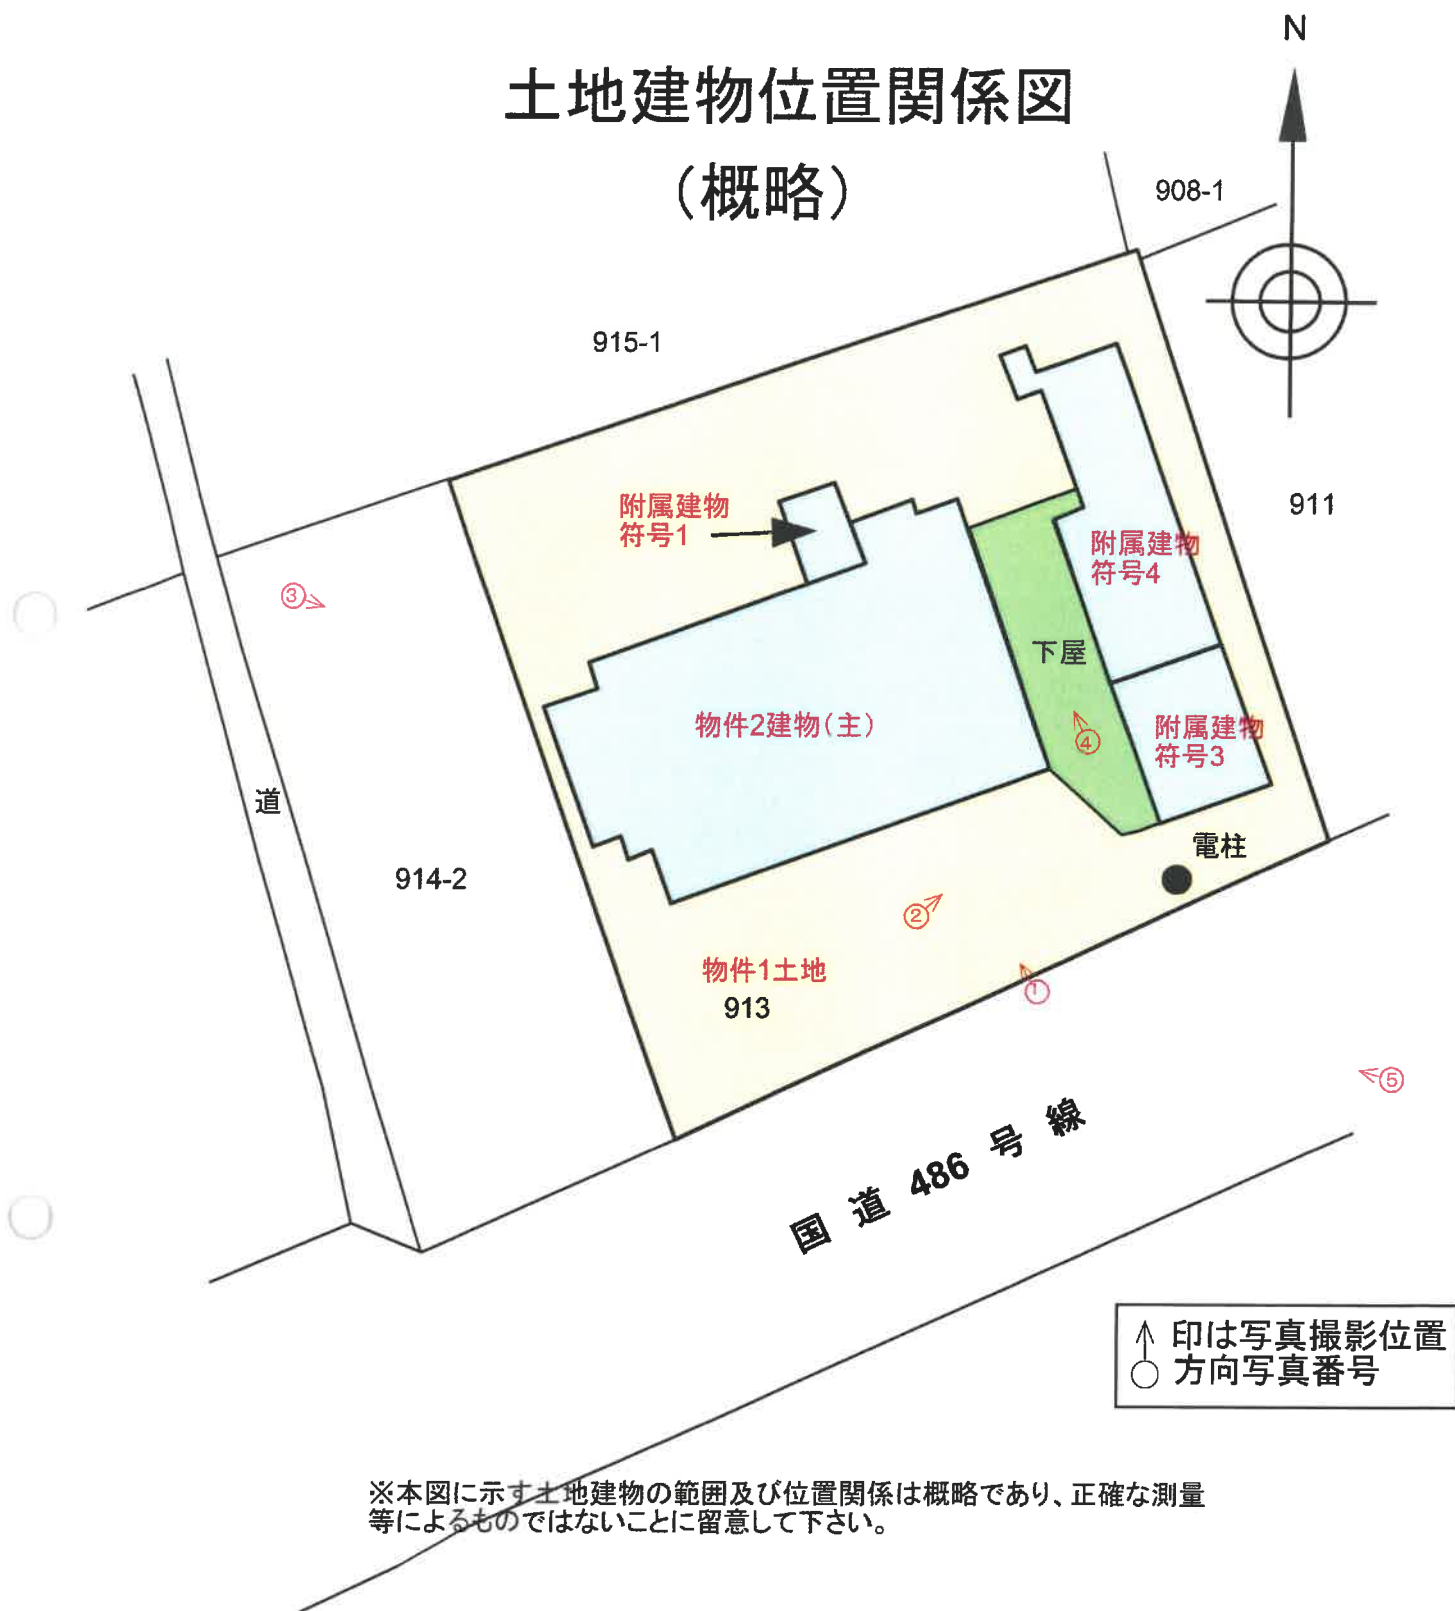 N
土地建物位置関係図
（概略）
908-1
915-1
911
附属建物
符号1
附属建物
符号4
③
下屋
物件2建物（主）
④
附属建物
符号3
道
電柱
914-2
②
物件1土地
913
①
⑤
国道 486 号線
印は写真撮影位置
方向写真番号
※本図に示す土地建物の範囲及び位置関係は概略であり、正確な測量
等によるものではないことに留意して下さい。